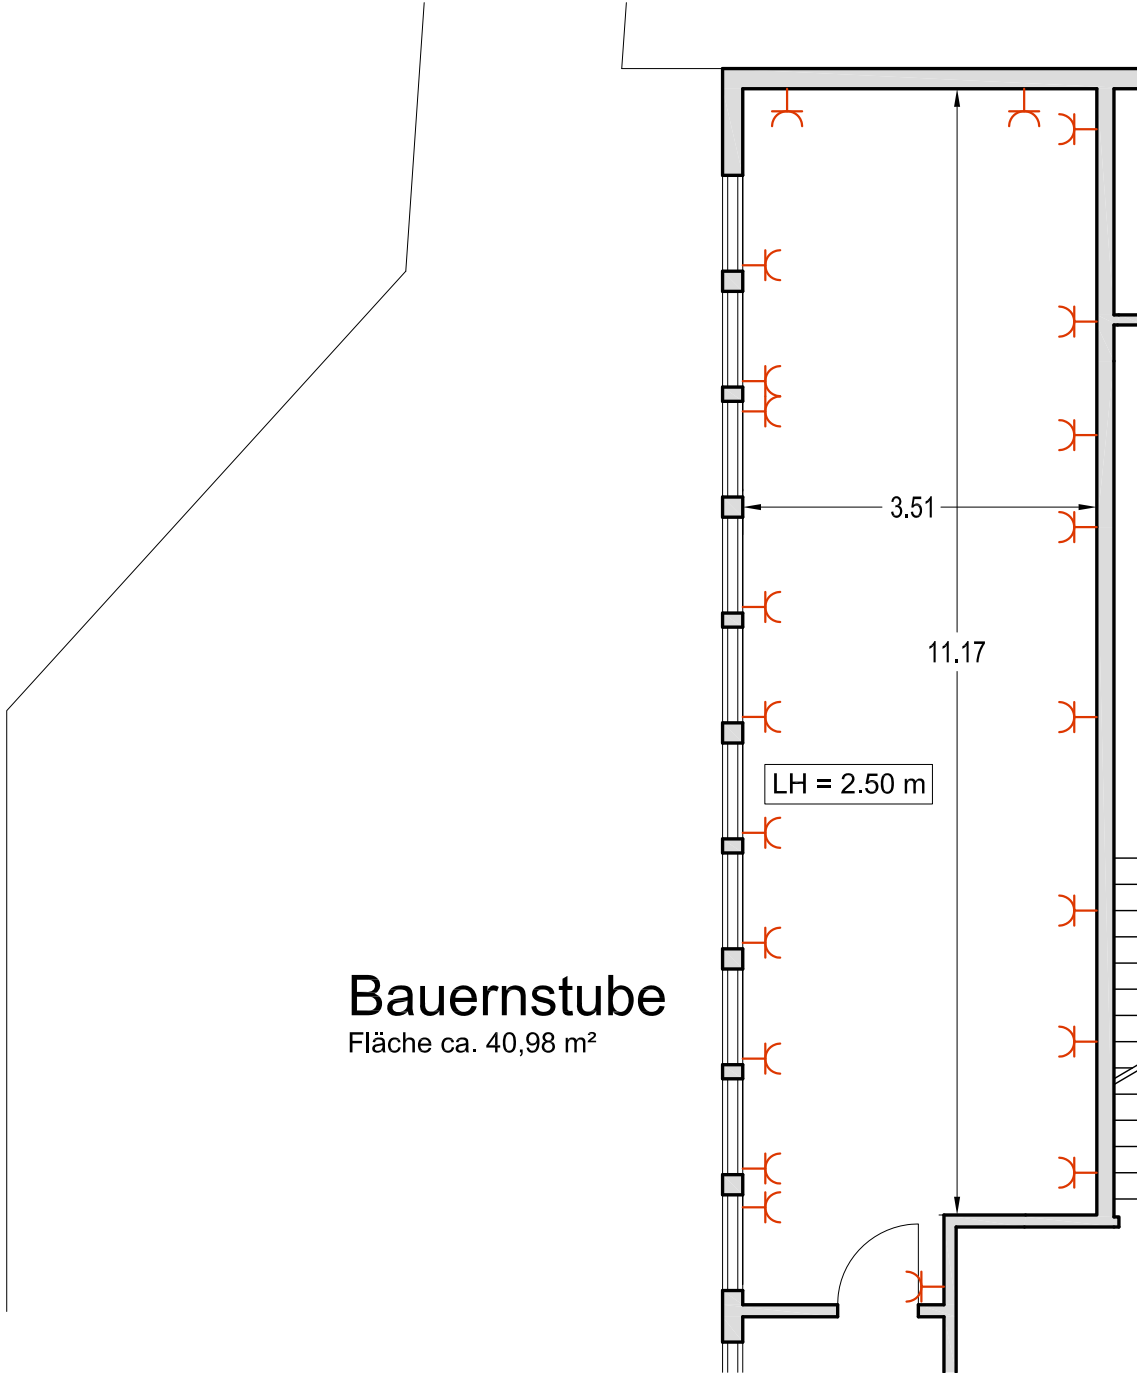 3.51
11.17
LH = 2.50 m
Bauernstube
Fläche ca. 40,98 m²